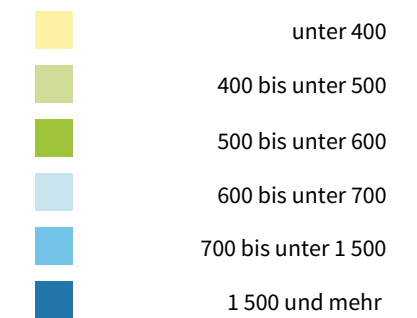 unter 400
400 bis unter 500
500 bis unter 600
600 bis unter 700
700 bis unter 1 500
1 500 und mehr